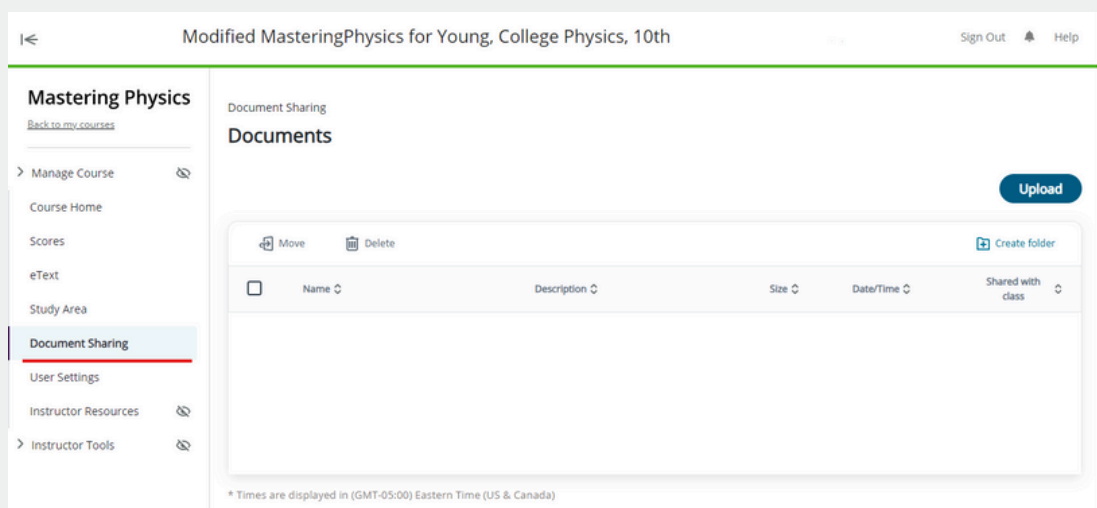 Modified MasteringPhysics for Young, College Physics, 10th
Sign Out
Help
Mastering Physics
Back to my courses
Manage Course
Course Home
Scores
eText
Study Area
Document Sharing
User Settings
Instructor Resources
Instructor Tools
Document Sharing
Documents
Upload
Move
Delete
Create folder
Name
Description
Size
Date/Time
Shared with
class
* Times are displayed in (GMT-05:00) Eastern Time (US & Canada)